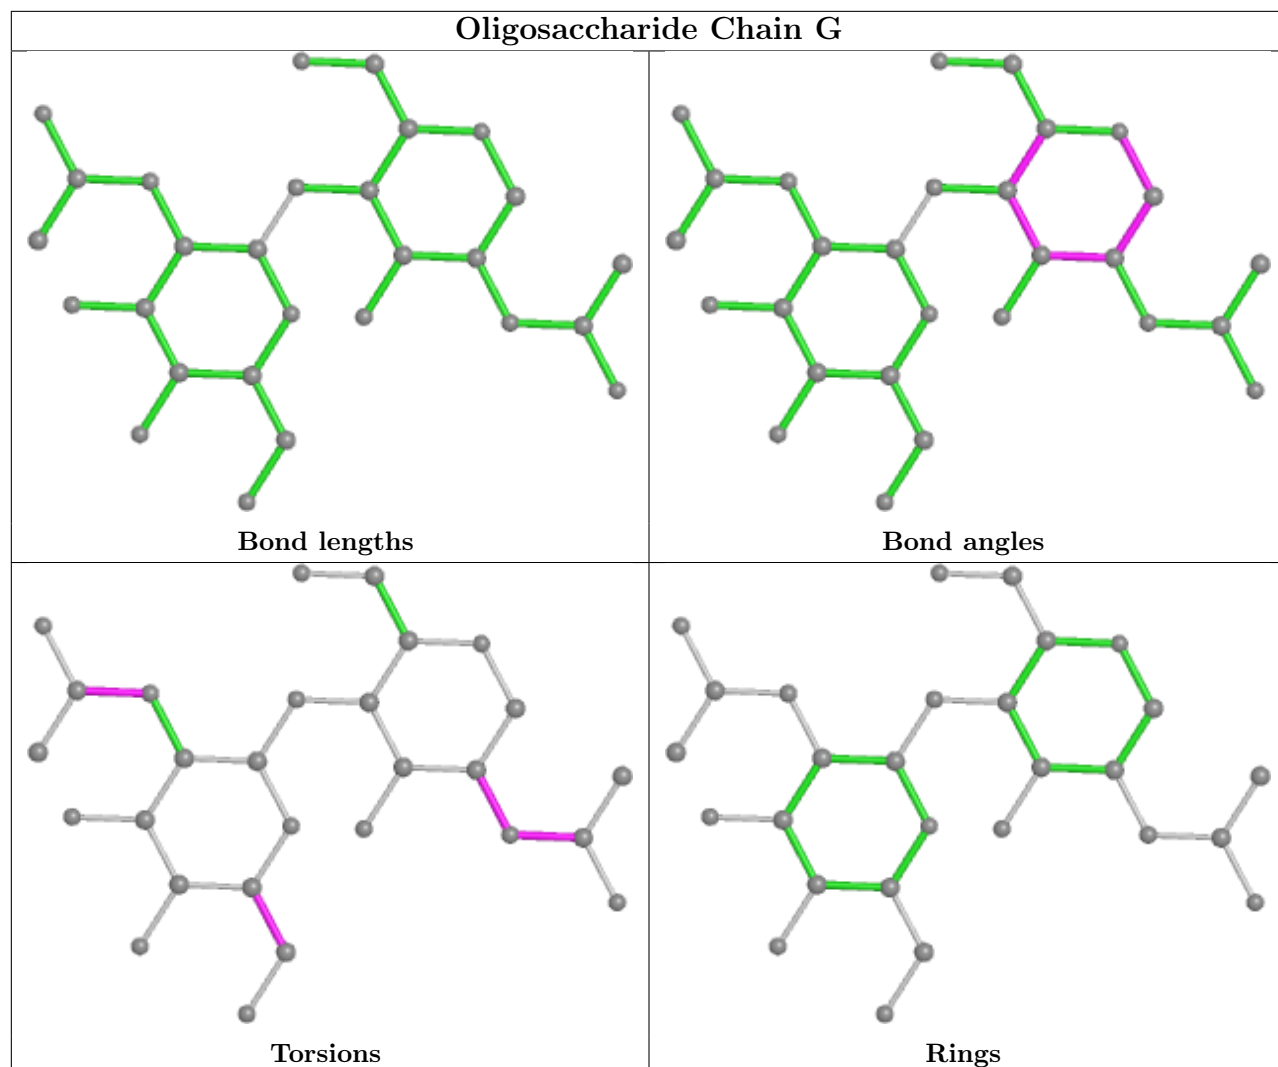 Oligosaccharide Chain G
Bond lengths
Bond angles
Torsions
Rings